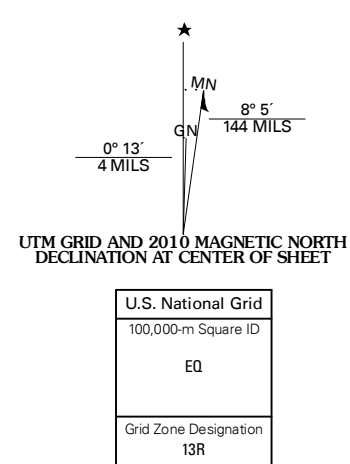 MN
GN
8° 5´
144 MILS
0° 13´
4 MILS
UTM GRID AND 2010 MAGNETIC NORTH
DECLINATION AT CENTER OF SHEET
U.S. National Grid
100,000-m Square ID
EQ
Grid Zone Designation
13R